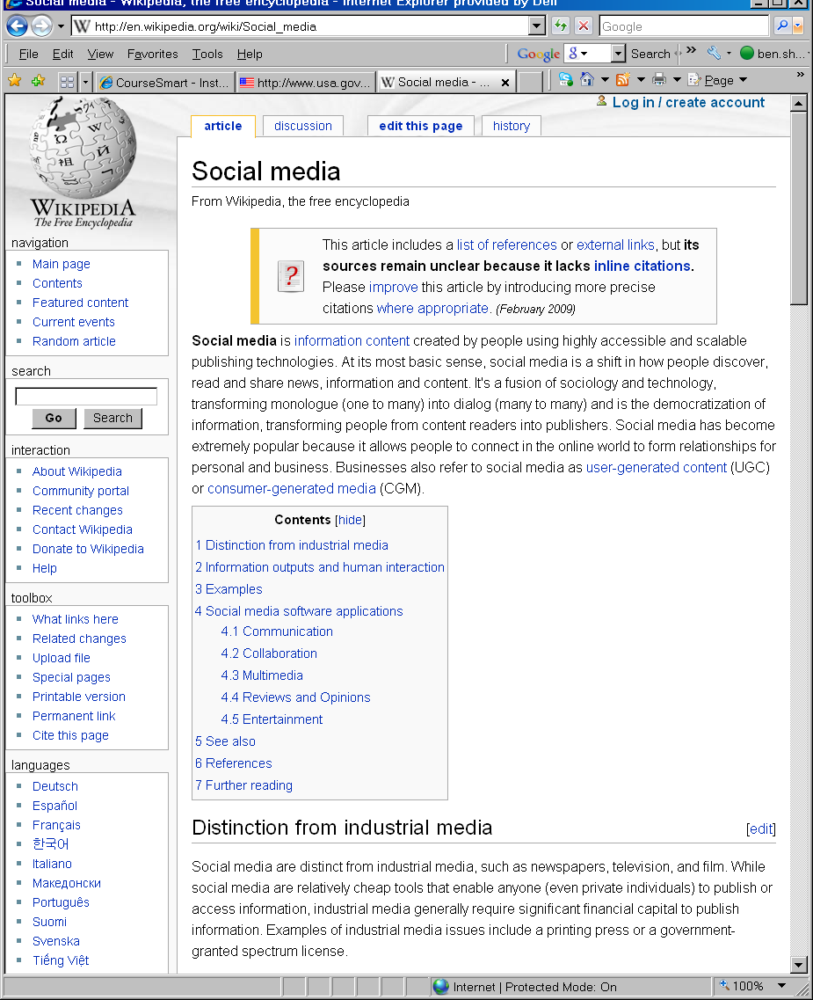 Social media - Wikipedia, the free encyclopedia - Internet Explorer provided by Dell
http://en.wikipedia.org/wiki/Social_media
Google
File Edit View Favorites Tools Help
Google Search ben.sh...
CourseSmart - Inst... http://www.usa.gov... Social media - ... Page
Log in / create account
article discussion edit this page history
WIKIPEDIA
The Free Encyclopedia
navigation
Main page
Contents
Featured content
Current events
Random article
search
Go Search
interaction
About Wikipedia
Community portal
Recent changes
Contact Wikipedia
Donate to Wikipedia
Help
toolbox
What links here
Related changes
Upload file
Special pages
Printable version
Permanent link
Cite this page
languages
Deutsch
Español
Français
한국어
Italiano
Македонски
Português
Suomi
Svenska
Tiếng Việt
Social media
From Wikipedia, the free encyclopedia
This article includes a list of references or external links, but its
sources remain unclear because it lacks inline citations.
Please improve this article by introducing more precise
citations where appropriate. (February 2009)
Social media is information content created by people using highly accessible and scalable
publishing technologies. At its most basic sense, social media is a shift in how people discover,
read and share news, information and content. It's a fusion of sociology and technology,
transforming monologue (one to many) into dialog (many to many) and is the democratization of
information, transforming people from content readers into publishers. Social media has become
extremely popular because it allows people to connect in the online world to form relationships for
personal and business. Businesses also refer to social media as user-generated content (UGC)
or consumer-generated media (CGM).
Contents [hide]
1 Distinction from industrial media
2 Information outputs and human interaction
3 Examples
4 Social media software applications
4.1 Communication
4.2 Collaboration
4.3 Multimedia
4.4 Reviews and Opinions
4.5 Entertainment
5 See also
6 References
7 Further reading
Distinction from industrial media [edit]
Social media are distinct from industrial media, such as newspapers, television, and film. While
social media are relatively cheap tools that enable anyone (even private individuals) to publish or
access information, industrial media generally require significant financial capital to publish
information. Examples of industrial media issues include a printing press or a government-
granted spectrum license.
Internet | Protected Mode: On 100%